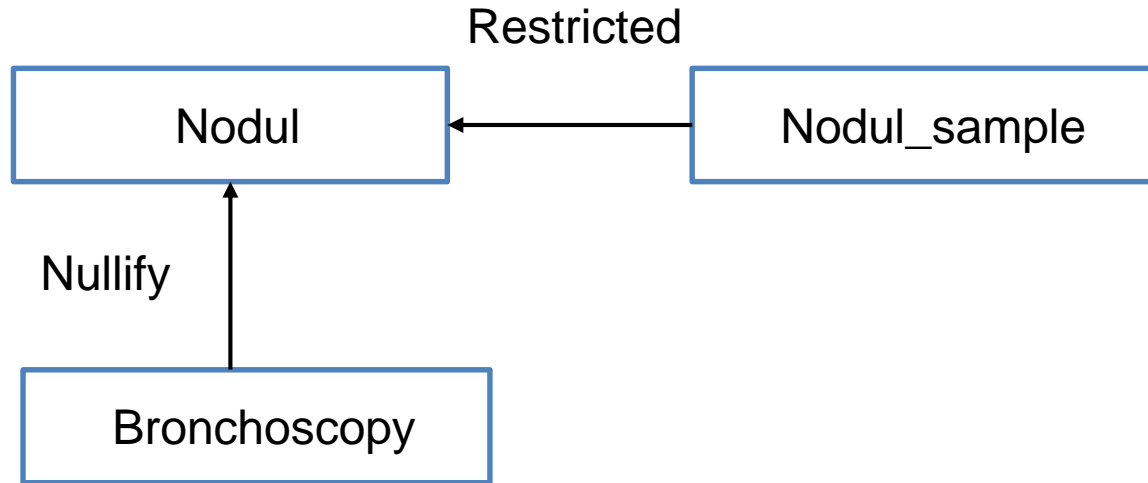 Restricted
Nodul
Nodul_sample
Nullify
Bronchoscopy